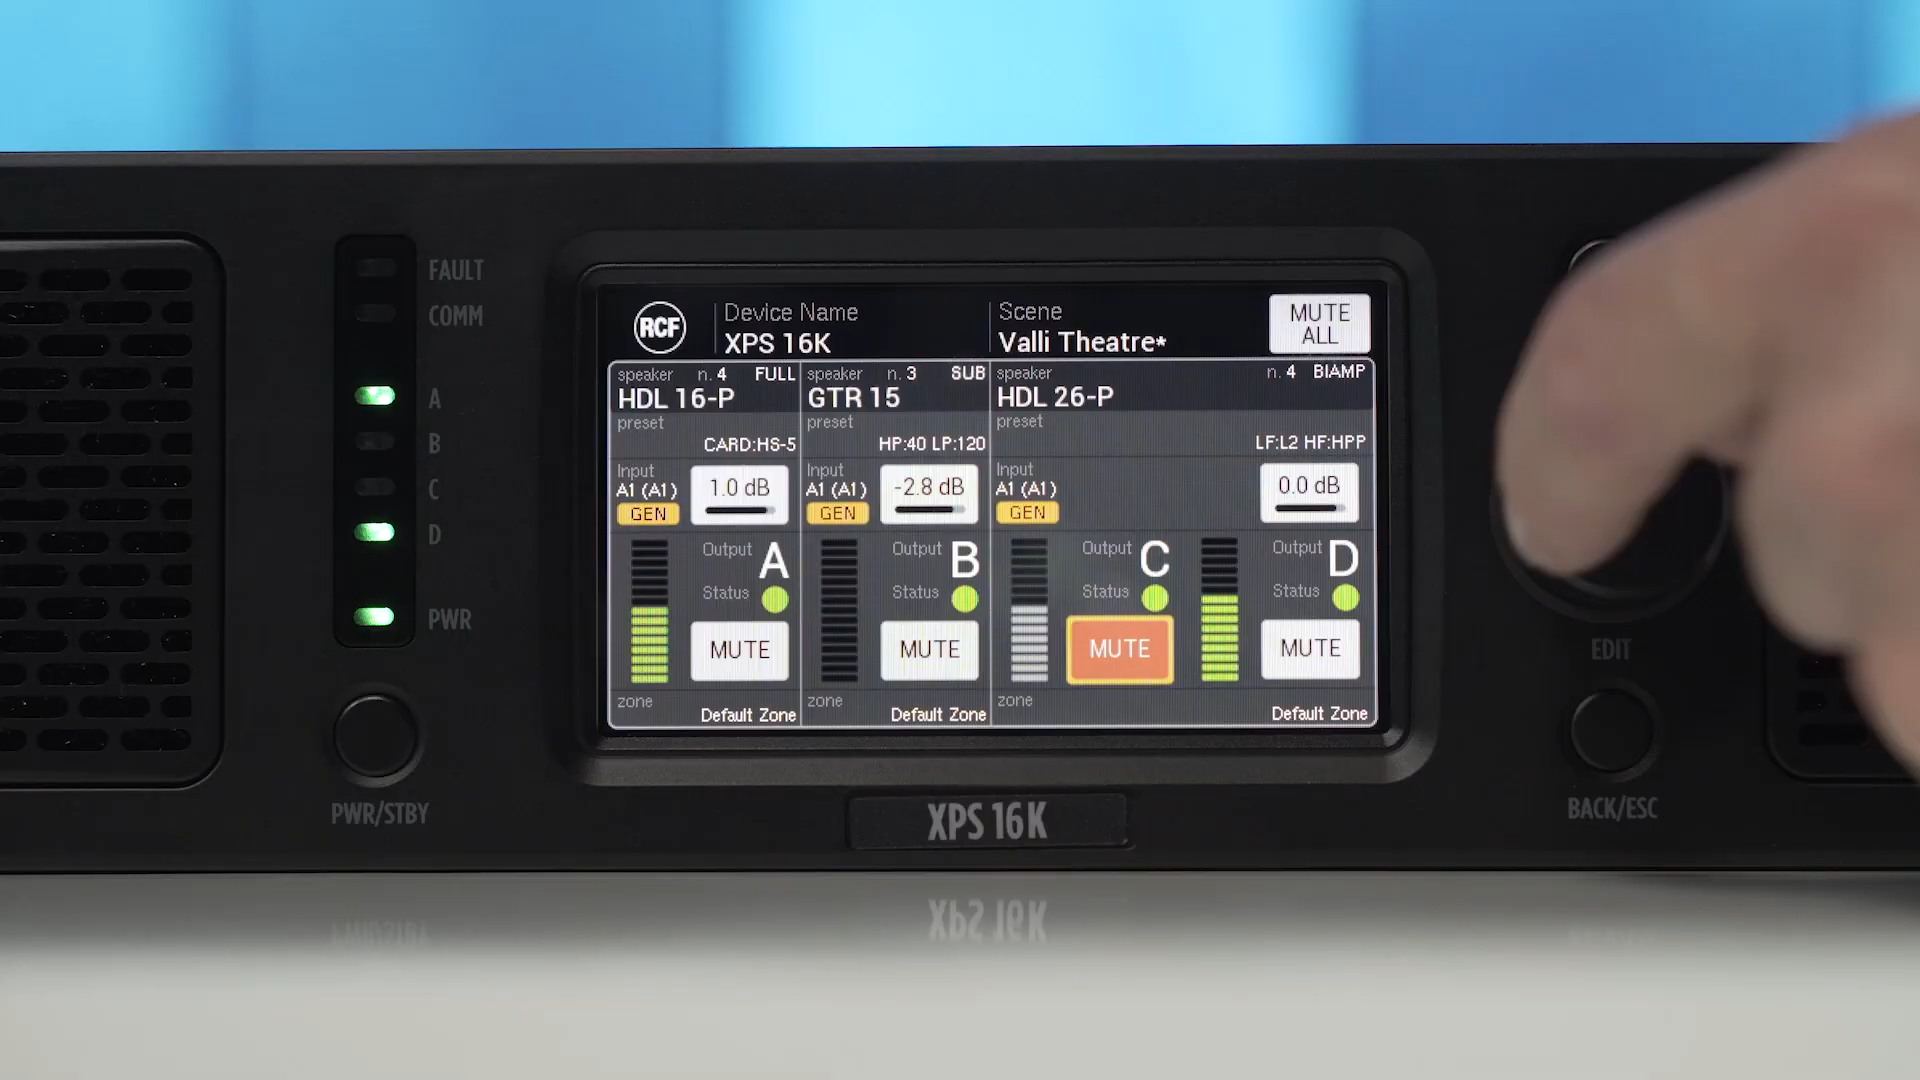 FAULT
COMM
A
B
C
D
PWR
PWR/STBY
RCF
Device Name
XPS 16K
Scene
Valli Theatre*
MUTE
ALL
speaker n. 4 FULL
HDL 16-P
preset
CARD:HS-5
Input
A1 (A1)
GEN
1.0 dB
Output A
Status
MUTE
zone
Default Zone
speaker n. 3 SUB
GTR 15
preset
HP:40 LP:120
Input
A1 (A1)
GEN
-2.8 dB
Output B
Status
MUTE
zone
Default Zone
speaker n. 4 BIAMP
HDL 26-P
preset
LF:L2 HF:HPP
Input
A1 (A1)
GEN
0.0 dB
Output C
Status
MUTE
Output D
Status
MUTE
zone
Default Zone
XPS 16K
EDIT
BACK/ESC